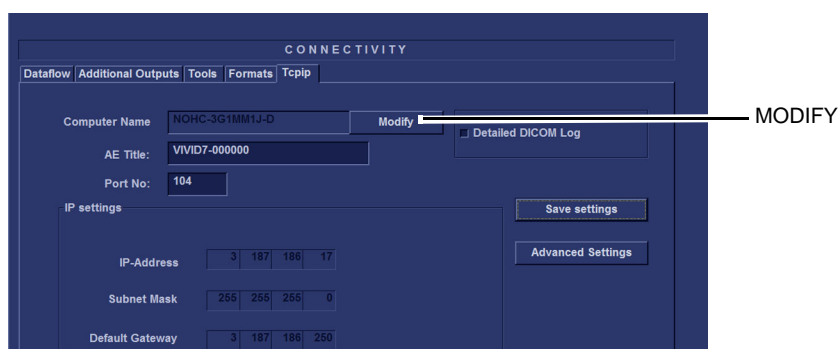 CONNECTIVITY
Dataflow Additional Outputs Tools Formats Tcpip
Computer Name NOHC-3G1MM1J-D Modify
MODIFY
Detailed DICOM Log
AE Title: VIVID7-000000
Port No: 104
IP settings
Save settings
IP-Address 3 187 186 17
Advanced Settings
Subnet Mask 255 255 255 0
Default Gateway 3 187 186 250